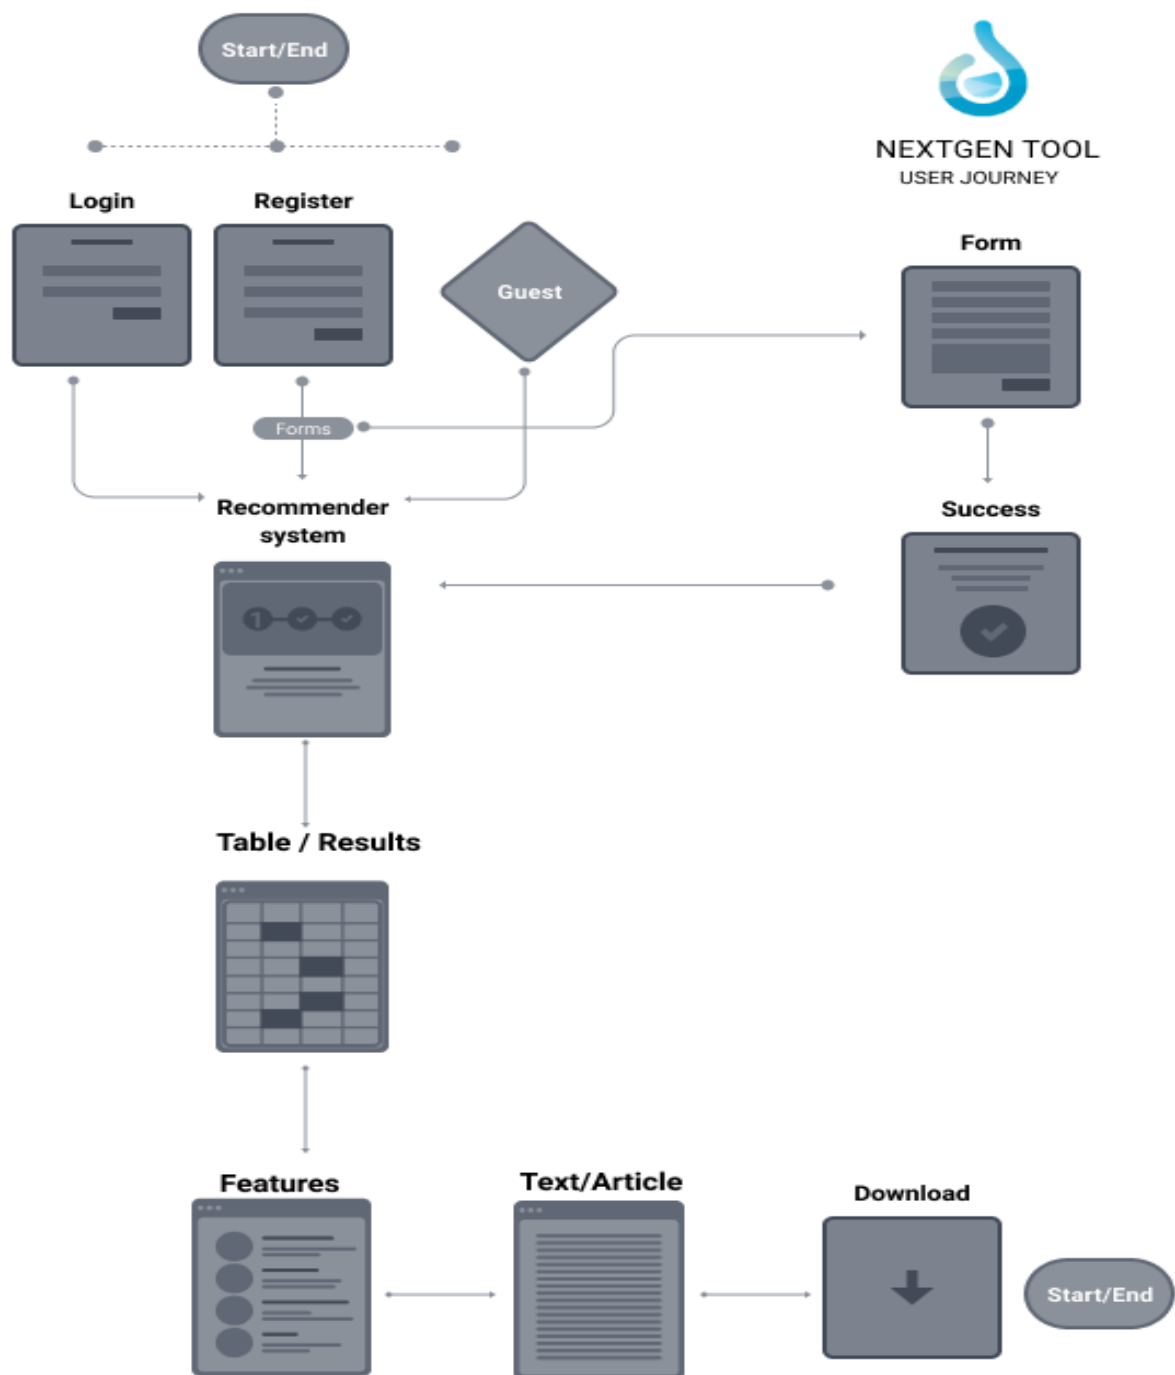 Start/End
NEXTGEN TOOL
USER JOURNEY
Login
Register
Guest
Form
Forms
Recommender
system
Success
1
Table / Results
Features
Text/Article
Download
Start/End